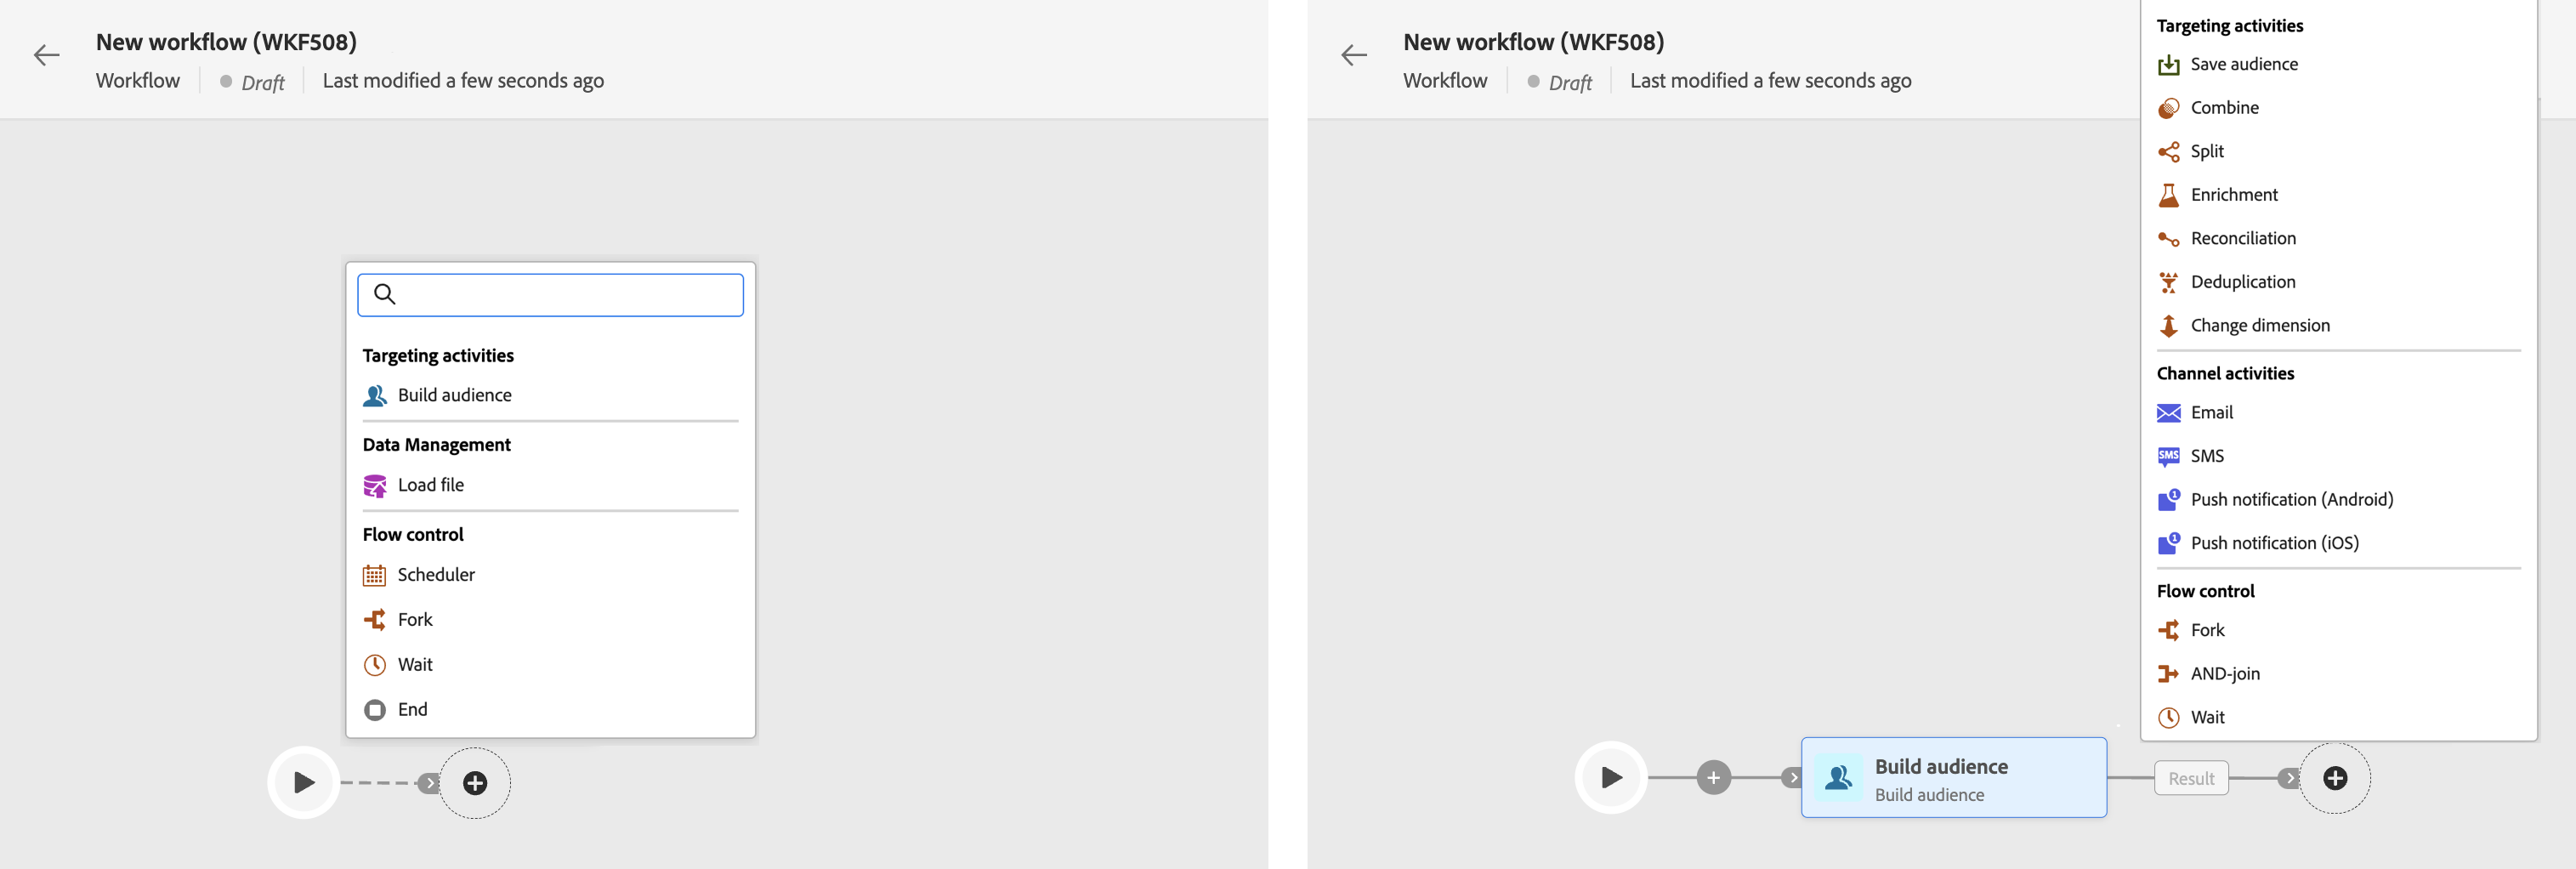 New workflow (WKF508)
Workflow Draft Last modified a few seconds ago
Targeting activities
Build audience
Data Management
Load file
Flow control
Scheduler
Fork
Wait
End
New workflow (WKF508)
Workflow Draft Last modified a few seconds ago
Targeting activities
Save audience
Combine
Split
Enrichment
Reconciliation
Deduplication
Change dimension
Channel activities
Email
SMS SMS
1 Push notification (Android)
1 Push notification (iOS)
Flow control
Fork
AND-join
Wait
Build audience
Build audience
Result